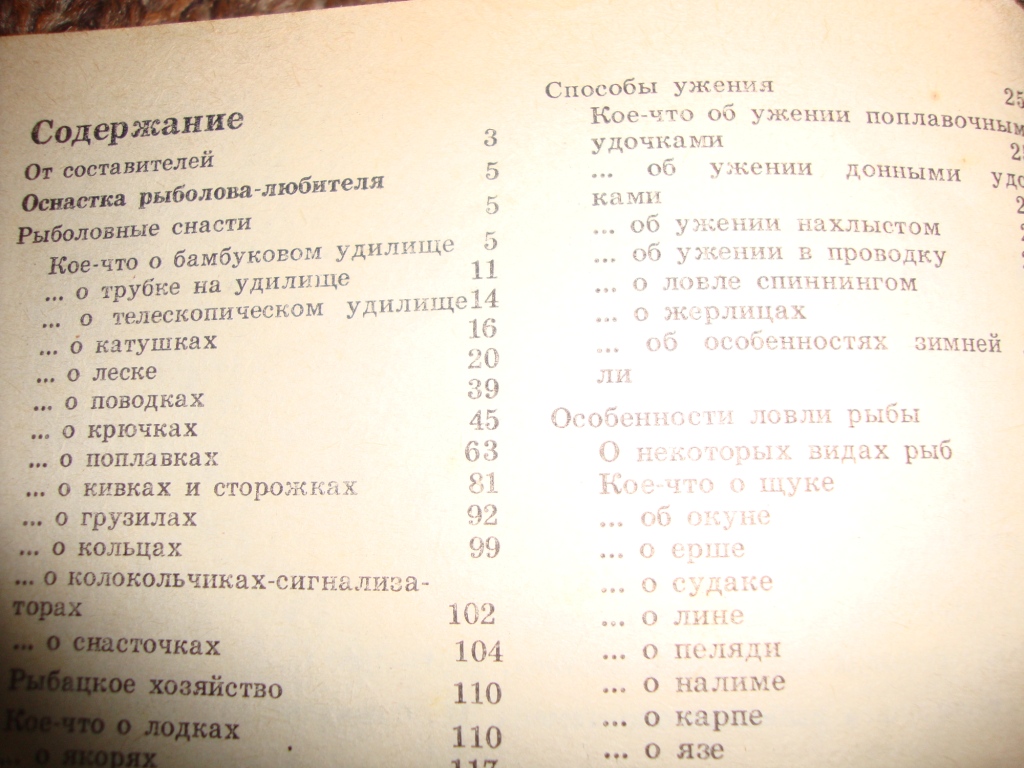 Содержание
От составителей 3
Оснастка рыболова-любителя 5
Рыболовные снасти 5
Кое-что о бамбуковом удилище 5
... о трубке на удилище 11
... о телескопическом удилище 14
... о катушках 16
... о леске 20
... о поводках 39
... о крючках 45
... о поплавках 63
... о кивках и сторожках 81
... о грузилах 92
... о кольцах 99
... о колокольчиках-сигнализа-
торах 102
... о снасточках 104
Рыбацкое хозяйство 110
Кое-что о лодках 110
... о якорях 117
Способы ужения
Кое-что об ужении поплавочным
удочками
... об ужении донными удо
ками
... об ужении нахлыстом
... об ужении в проводку
... о ловле спиннингом
... о жерлицах
... об особенностях зимней
ли
Особенности ловли рыбы
О некоторых видах рыб
Кое-что о щуке
... об окуне
... о ерше
... о судаке
... о лине
... о пеляди
... о налиме
... о карпе
... о язе